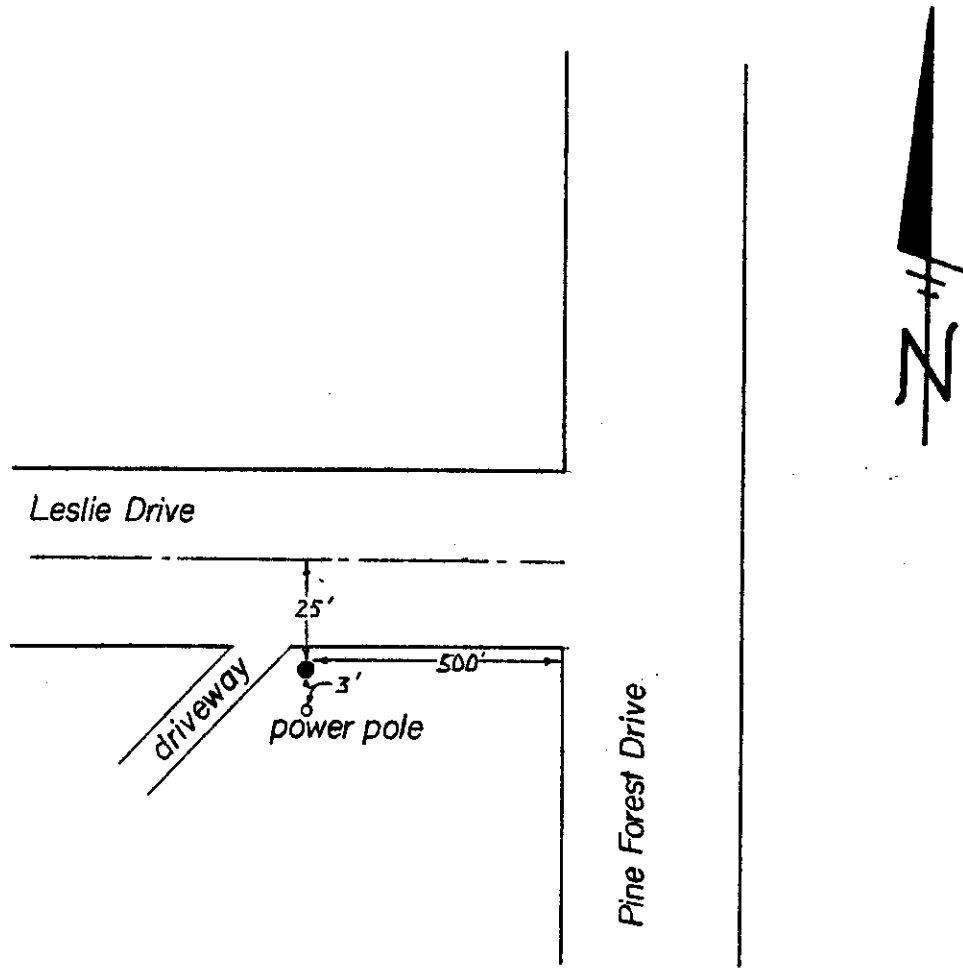 N
Leslie Drive
25'
500'
3'
driveway
power pole
Pine Forest Drive